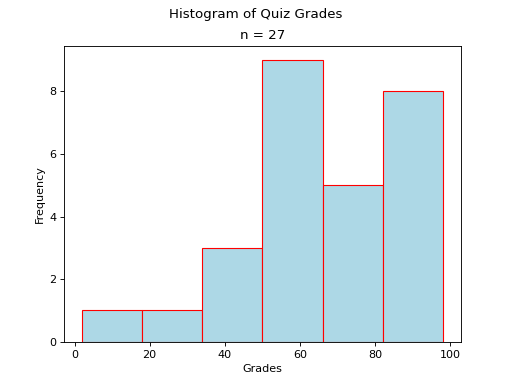 Histogram of Quiz Grades
n = 27
8
6
4
2
0
Frequency
0 20 40 60 80 100
Grades